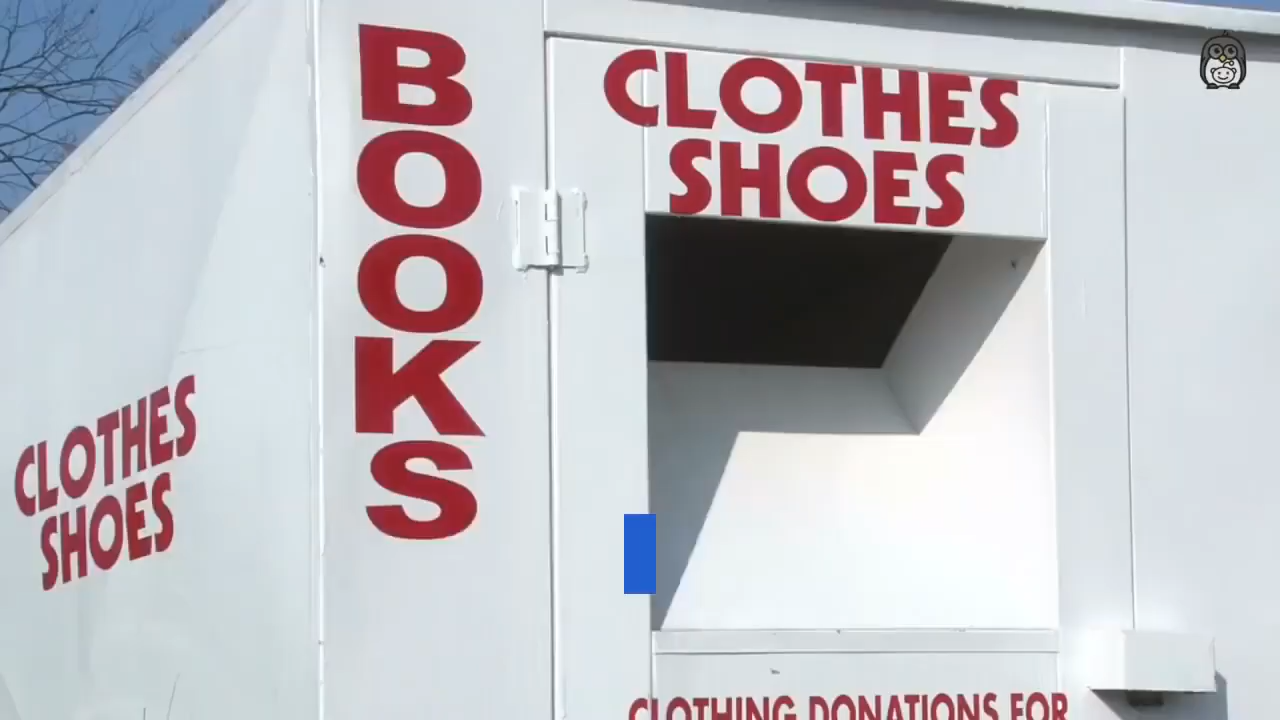 BOOKS
CLOTHES
SHOES
CLOTHES
SHOES
CLOTHING DONATIONS FOR